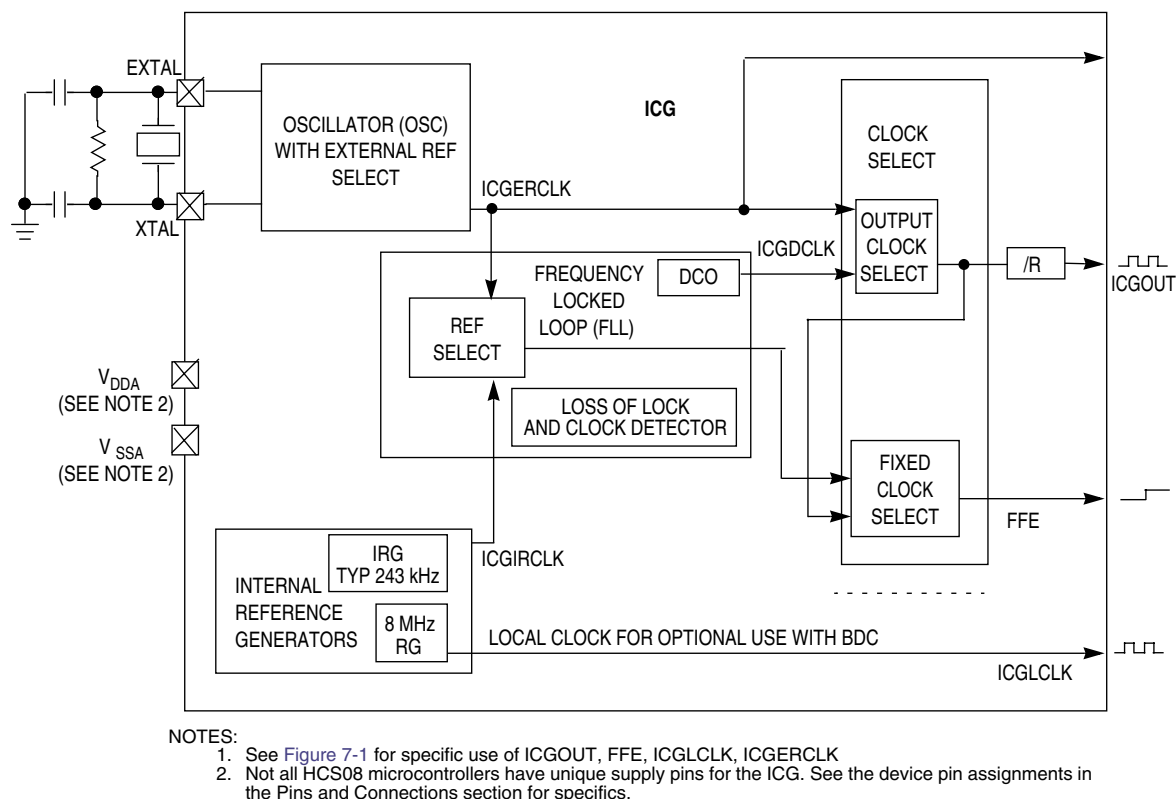 EXTAL
XTAL
OSCILLATOR (OSC)
WITH EXTERNAL REF
SELECT
ICG
CLOCK
SELECT
ICGERCLK
OUTPUT
CLOCK
SELECT
ICGDCLK
/R
ICGOUT
FREQUENCY
LOCKED
LOOP (FLL)
DCO
REF
SELECT
LOSS OF LOCK
AND CLOCK DETECTOR
VDDA
(SEE NOTE 2)
V SSA
(SEE NOTE 2)
FIXED
CLOCK
SELECT
FFE
ICGIRCLK
IRG
TYP 243 kHz
INTERNAL
REFERENCE
GENERATORS
8 MHz
RG
LOCAL CLOCK FOR OPTIONAL USE WITH BDC
ICGLCLK
NOTES:
1. See Figure 7-1 for specific use of ICGOUT, FFE, ICGLCLK, ICGERCLK
2. Not all HCS08 microcontrollers have unique supply pins for the ICG. See the device pin assignments in
the Pins and Connections section for specifics.